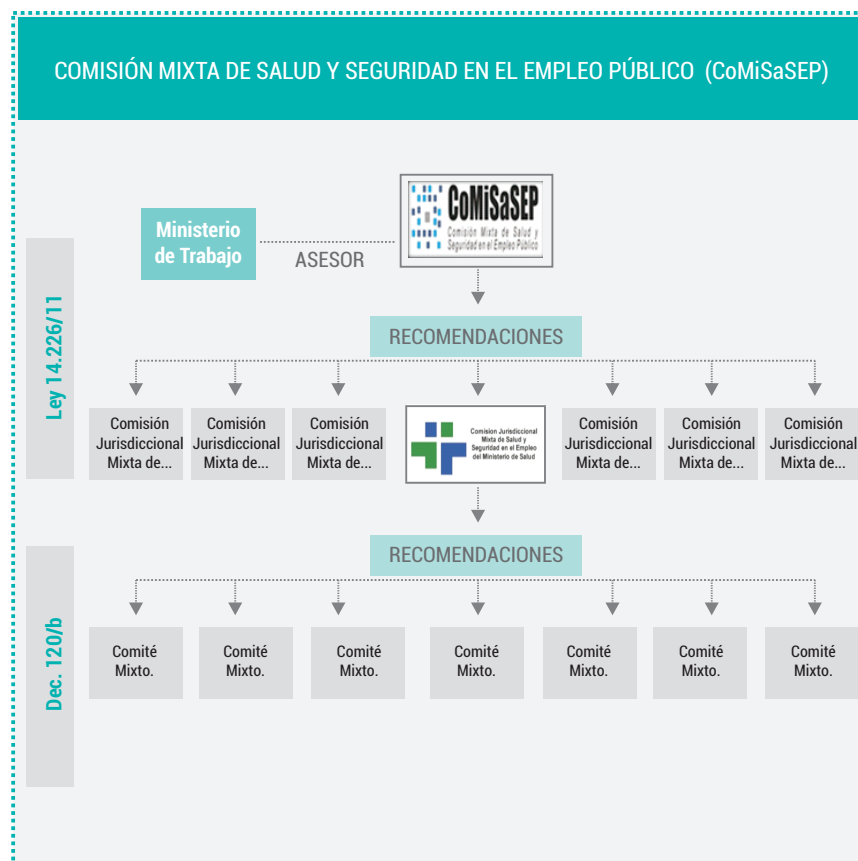 COMISIÓN MIXTA DE SALUD Y SEGURIDAD EN EL EMPLEO PÚBLICO (CoMiSaSEP)
CoMiSaSEP
Comisión Mixta de Salud y
Seguridad en el Empleo Público
Ministerio
de Trabajo
ASESOR
Ley 14.226/11
RECOMENDACIONES
Comisión
Jurisdiccional
Mixta de...
Comisión
Jurisdiccional
Mixta de...
Comisión
Jurisdiccional
Mixta de...
Comision Jurisdiccional
Mixta de Salud y
Seguridad en el Empleo
del Ministerio de Salud
Comisión
Jurisdiccional
Mixta de...
Comisión
Jurisdiccional
Mixta de...
Comisión
Jurisdiccional
Mixta de...
Dec. 120/b
RECOMENDACIONES
Comité
Mixto.
Comité
Mixto.
Comité
Mixto.
Comité
Mixto.
Comité
Mixto.
Comité
Mixto.
Comité
Mixto.